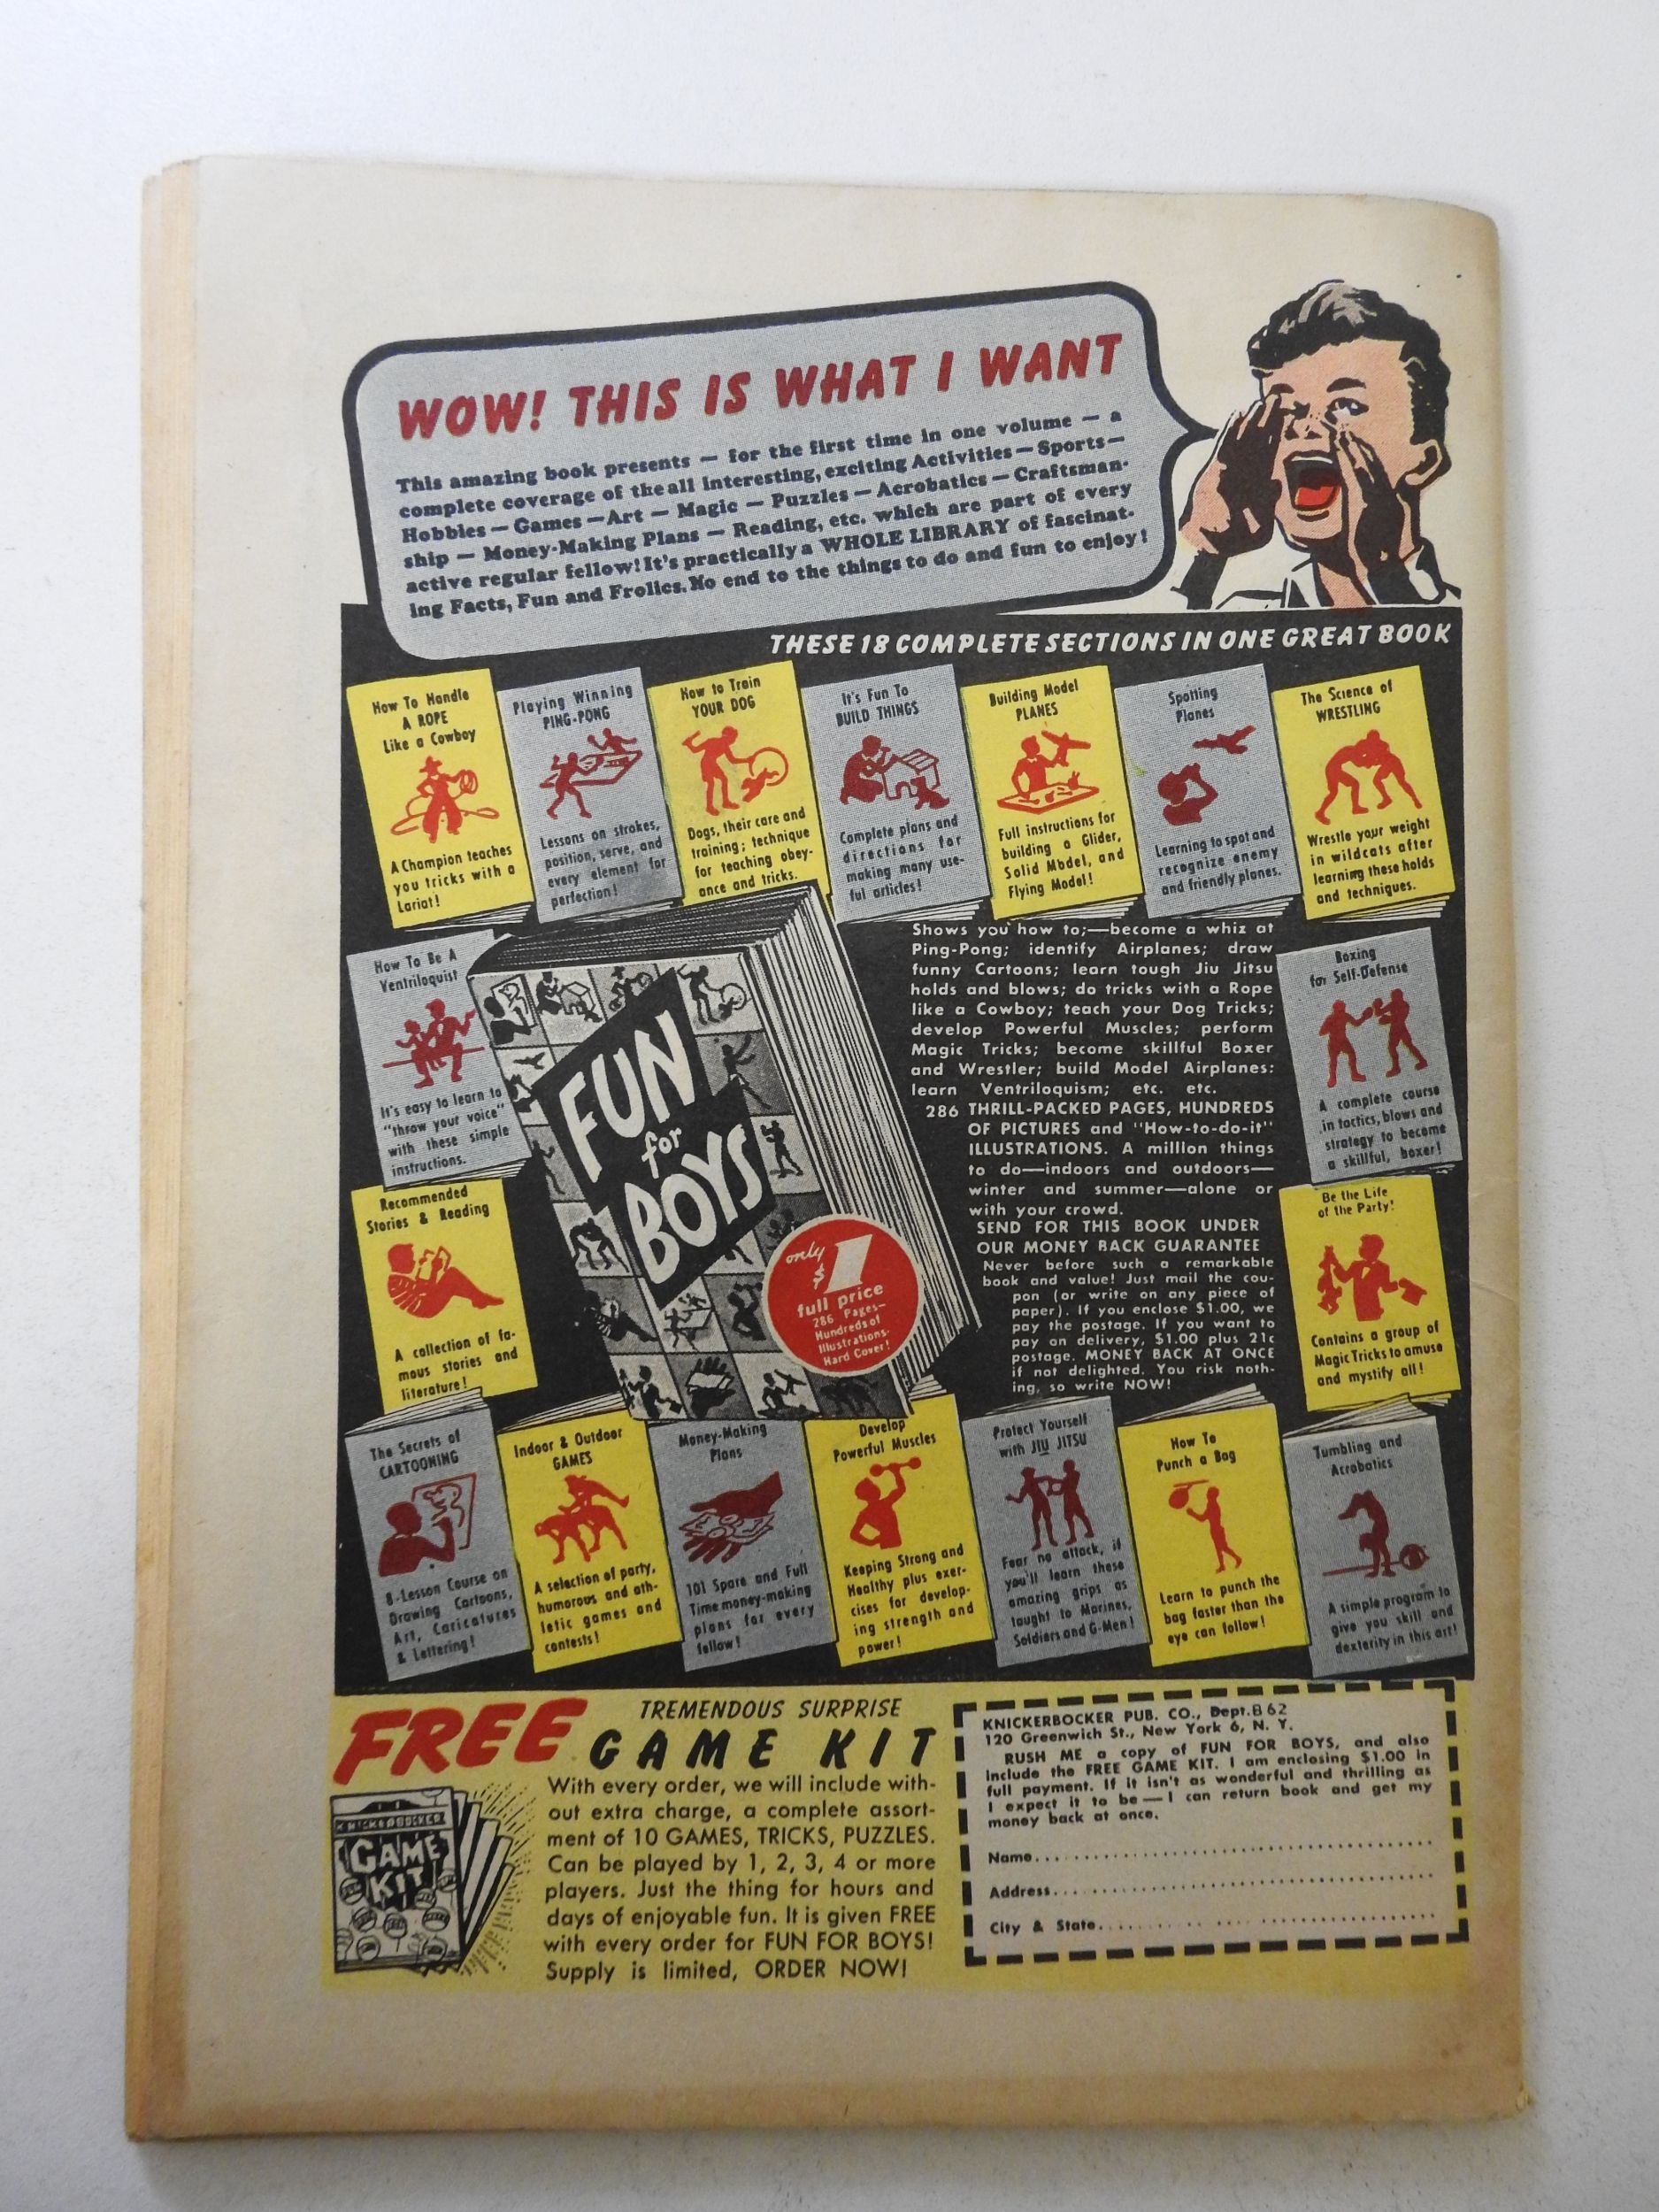 WOW! THIS IS WHAT I WANT
This amazing book presents — for the first time in one volume — a
complete coverage of the all interesting, exciting Activities — Sports —
Hobbies — Games — Art — Magic — Puzzles — Acrobatics — Craftsman-
ship — Money-Making Plans — Reading, etc. which are part of every
active regular fellow! It's practically a WHOLE LIBRARY of fascinat-
ing Facts, Fun and Frolics. No end to the things to do and fun to enjoy!
THESE 18 COMPLETE SECTIONS IN ONE GREAT BOOK
How To Handle
A ROPE
Like a Cowboy
A Champion teaches
you tricks with a
Lariat!
Playing Winning
PING-PONG
Lessons on strokes,
position, serve, and
every element for
perfection!
How to Train
YOUR DOG
Dogs, their care and
training; technique
for teaching obey-
ance and tricks.
It's Fun To
BUILD THINGS
Complete plans and
directions for
making many use-
ful articles!
Building Model
PLANES
Full instructions for
building a Glider,
Solid Model, and
Flying Model!
Spotting
Planes
Learning to spot and
recognize enemy
and friendly planes.
The Science of
WRESTLING
Wrestle your weight
in wildcats after
learning these holds
and techniques.
How To Be A
Ventriloquist
It's easy to learn to
"throw your voice"
with these simple
instructions.
Recommended
Stories & Reading
A collection of fa-
mous stories and
literature!
FUN
for
BOYS
only
$1
full price
286 Pages—
Hundreds of
Illustrations.
Hard Cover!
Shows you how to;—become a whiz at
Ping-Pong; identify Airplanes; draw
funny Cartoons; learn tough Jiu Jitsu
holds and blows; do tricks with a Rope
like a Cowboy; teach your Dog Tricks;
develop Powerful Muscles; perform
Magic Tricks; become skillful Boxer
and Wrestler; build Model Airplanes:
learn Ventriloquism; etc. etc.
286 THRILL-PACKED PAGES, HUNDREDS
OF PICTURES and "How-to-do-it"
ILLUSTRATIONS. A million things
to do—indoors and outdoors—
winter and summer—alone or
with your crowd.
SEND FOR THIS BOOK UNDER
OUR MONEY BACK GUARANTEE
Never before such a remarkable
book and value! Just mail the cou-
pon (or write on any piece of
paper). If you enclose $1.00, we
pay the postage. If you want to
pay on delivery, $1.00 plus 21c
postage. MONEY BACK AT ONCE
if not delighted. You risk noth-
ing, so write NOW!
Boxing
for Self-Defense
A complete course
in tactics, blows and
strategy to become
a skillful, boxer!
Be the Life
of the Party!
Contains a group of
Magic Tricks to amuse
and mystify all!
The Secrets of
CARTOONING
8-Lesson Course on
Drawing Cartoons,
Art, Caricatures
& Lettering!
Indoor & Outdoor
GAMES
A selection of party,
humorous and ath-
letic games and
contests!
Money-Making
Plans
101 Spare and Full
Time money-making
plans for every
fellow!
Develop
Powerful Muscles
Keeping Strong and
Healthy plus exer-
cises for develop-
ing strength and
power!
Protect Yourself
with JIU JITSU
Fear no attack, if
you'll learn these
amazing grips as
taught to Marines,
Soldiers and G-Men!
How To
Punch a Bag
Learn to punch the
bag faster than the
eye can follow!
Tumbling and
Acrobatics
A simple program to
give you skill and
dexterity in this art!
FREE
TREMENDOUS SURPRISE
GAME KIT
KNICKERBOCKER
GAME
KIT
With every order, we will include with-
out extra charge, a complete assort-
ment of 10 GAMES, TRICKS, PUZZLES.
Can be played by 1, 2, 3, 4 or more
players. Just the thing for hours and
days of enjoyable fun. It is given FREE
with every order for FUN FOR BOYS!
Supply is limited, ORDER NOW!
KNICKERBOCKER PUB. CO., Dept. B 62
120 Greenwich St., New York 6, N. Y.
RUSH ME a copy of FUN FOR BOYS, and also
include the FREE GAME KIT. I am enclosing $1.00 in
full payment. If it isn't as wonderful and thrilling as
I expect it to be — I can return book and get my
money back at once.
Name
Address
City & State